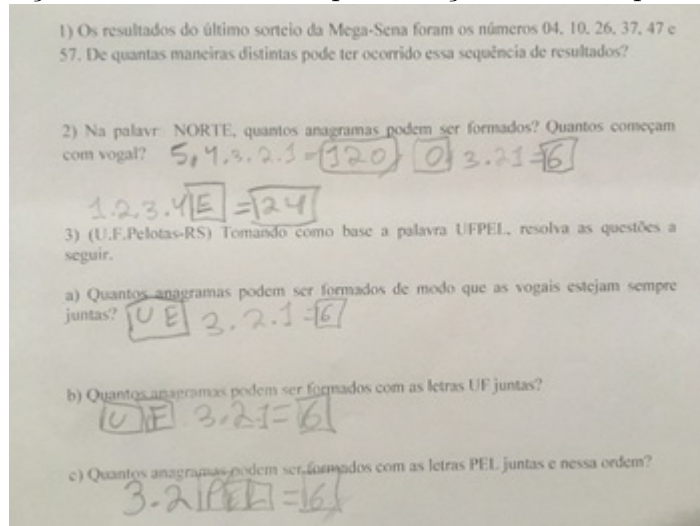 1) Os resultados do último sorteio da Mega-Sena foram os números 04, 10, 26, 37, 47 e
57. De quantas maneiras distintas pode ter ocorrido essa sequência de resultados?
2) Na palavr NORTE, quantos anagramas podem ser formados? Quantos começam
com vogal? 5,4.3.2.1=120 O 3.21=6
1.2.3.4 E =24
3) (U.F.Pelotas-RS) Tomando como base a palavra UFPEL, resolva as questões a
seguir.
a) Quantos anagramas podem ser formados de modo que as vogais estejam sempre
juntas? U E 3.2.1=6
b) Quantos anagramas podem ser formados com as letras UF juntas?
U F 3.21=6
c) Quantos anagramas podem ser formados com as letras PEL juntas e nessa ordem?
3.2 PEL =6